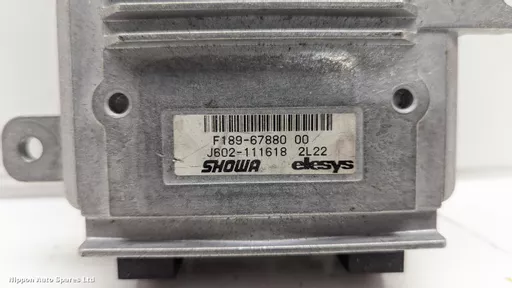 F189-67880 00
J602-111618 2L22
SHOWA elesys
Nippon Auto Spares Ltd